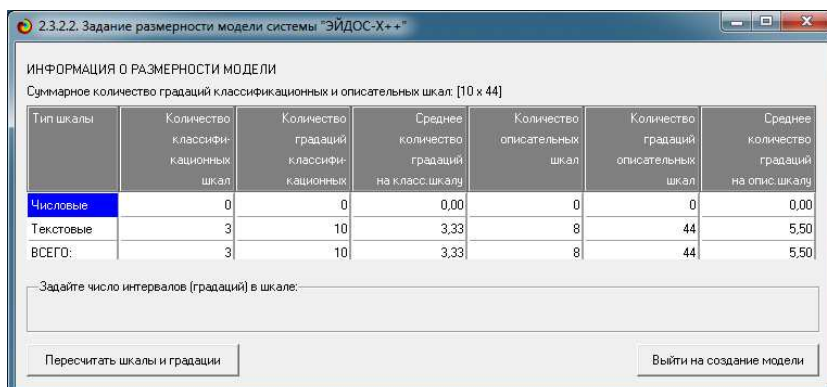 2.3.2.2. Задание размерности модели системы "ЭЙДОС-X++"
ИНФОРМАЦИЯ О РАЗМЕРНОСТИ МОДЕЛИ
Суммарное количество градаций классификационных и описательных шкал: [10 x 44]
Тип шкалы Количество классифи- кационных шкал Количество градаций классифи- кационных Среднее количество градаций на класс.шкалу Количество описательных шкал Количество градаций описательных шкал Среднее количество градаций на опис.шкалу
Числовые 0 0 0,00 0 0 0,00
Текстовые 3 10 3,33 8 44 5,50
ВСЕГО: 3 10 3,33 8 44 5,50
Задайте число интервалов (градаций) в шкале:
Пересчитать шкалы и градации Выйти на создание модели